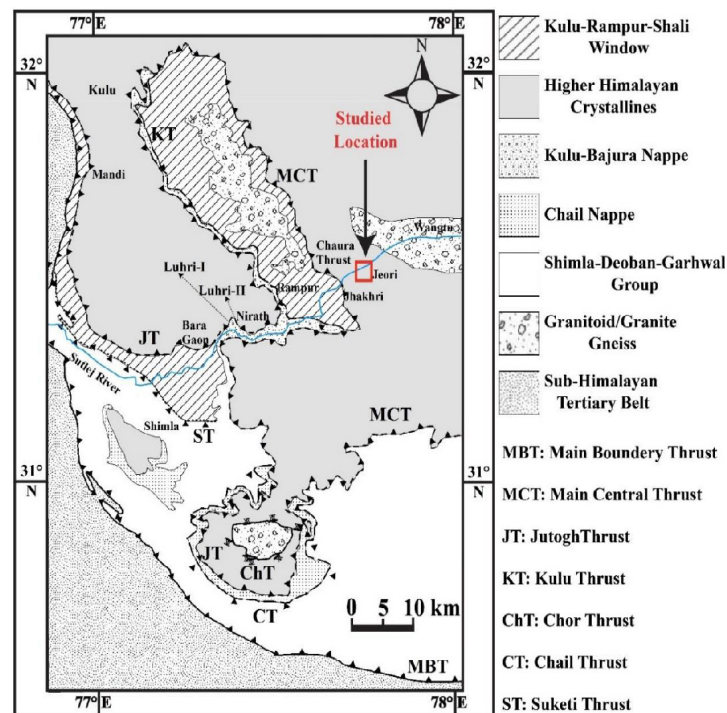 77° E
78° E
32°
N
32°
N
N
Kulu
KT
Studied
Location
MCT
Mandi
Wangtu
Chaura
Thrust
Jeori
Luhri-I
Rampur
Jhakhri
Luhri-II
Nirath
Bara
Gaon
JT
Sutlej River
MCT
Shimla
ST
31°
N
31°
N
JT
ChT
CT
0 5 10 km
MBT
77° E
78° E
Kulu-Rampur-Shali
Window
Higher Himalayan
Crystallines
Kulu-Bajura Nappe
Chail Nappe
Shimla-Deoban-Garhwal
Group
Granitoid/Granite
Gneiss
Sub-Himalayan
Tertiary Belt
MBT: Main Boundery Thrust
MCT: Main Central Thrust
JT: JutoghThrust
KT: Kulu Thrust
ChT: Chor Thrust
CT: Chail Thrust
ST: Suketi Thrust